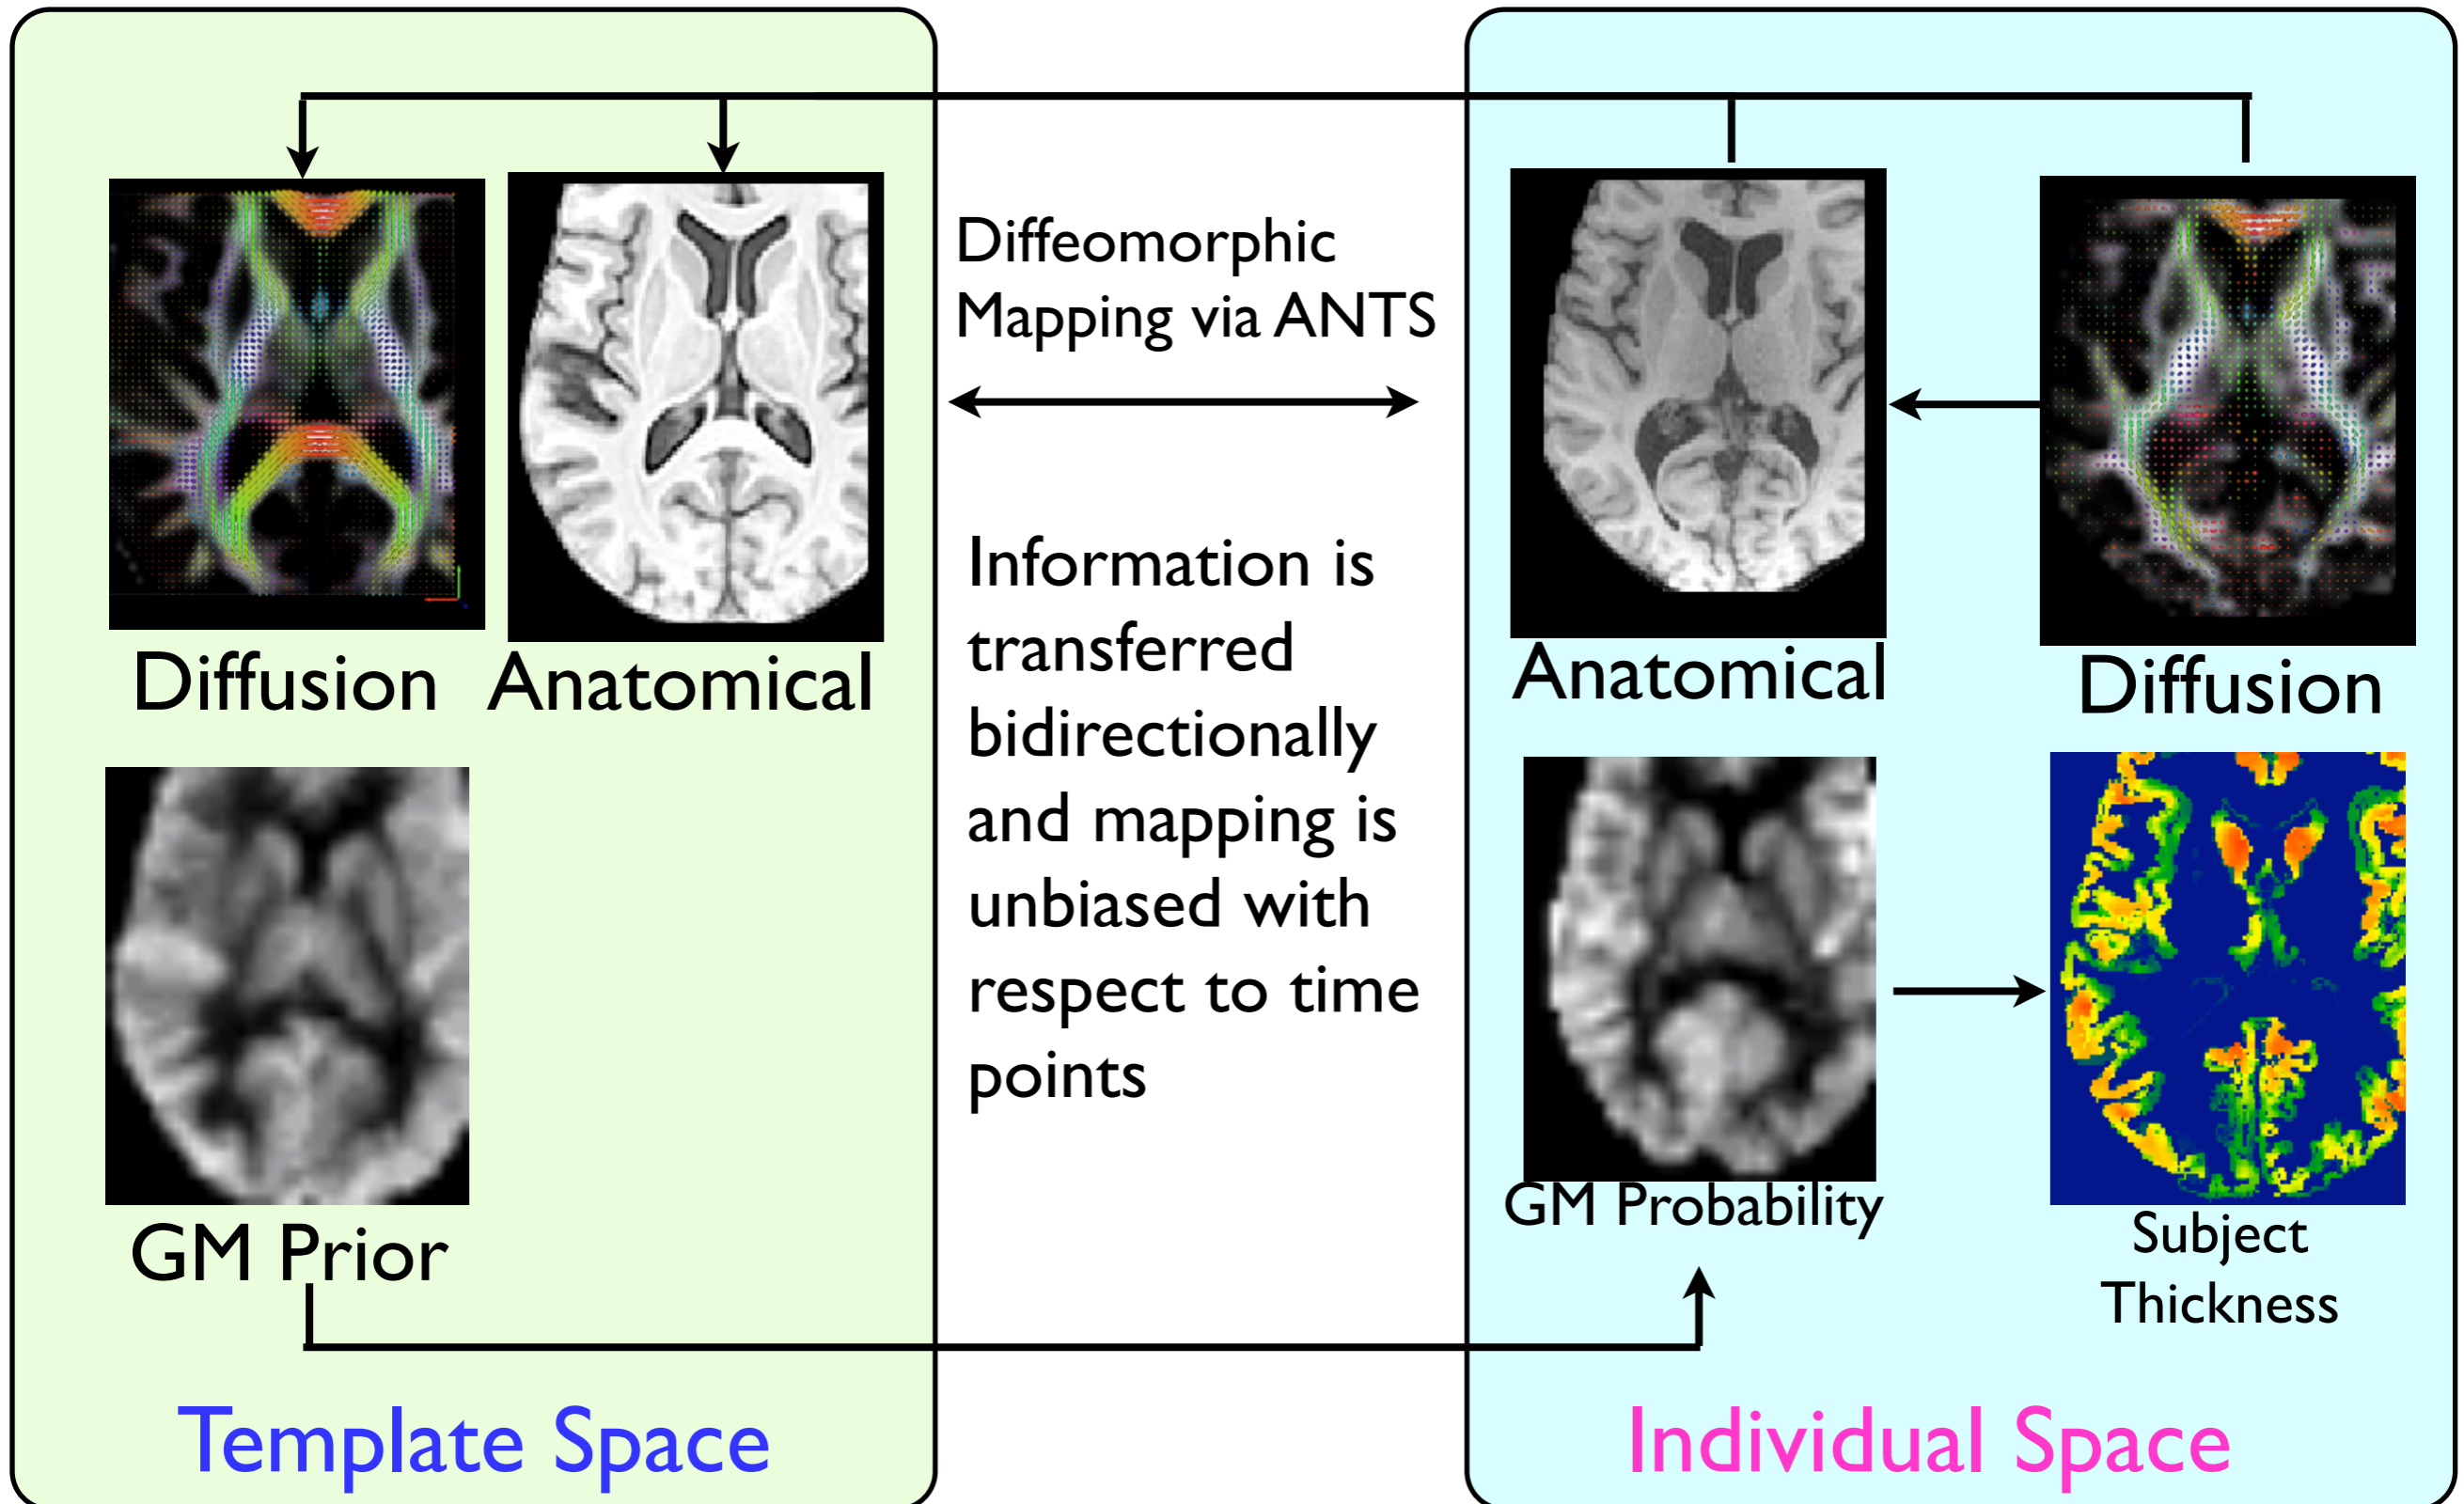 Diffeomorphic
Mapping via ANTS
Information is
transferred
bidirectionally
and mapping is
unbiased with
respect to time
points
Diffusion
Anatomical
GM Prior
Template Space
Anatomical
Diffusion
GM Probability
Subject
Thickness
Individual Space